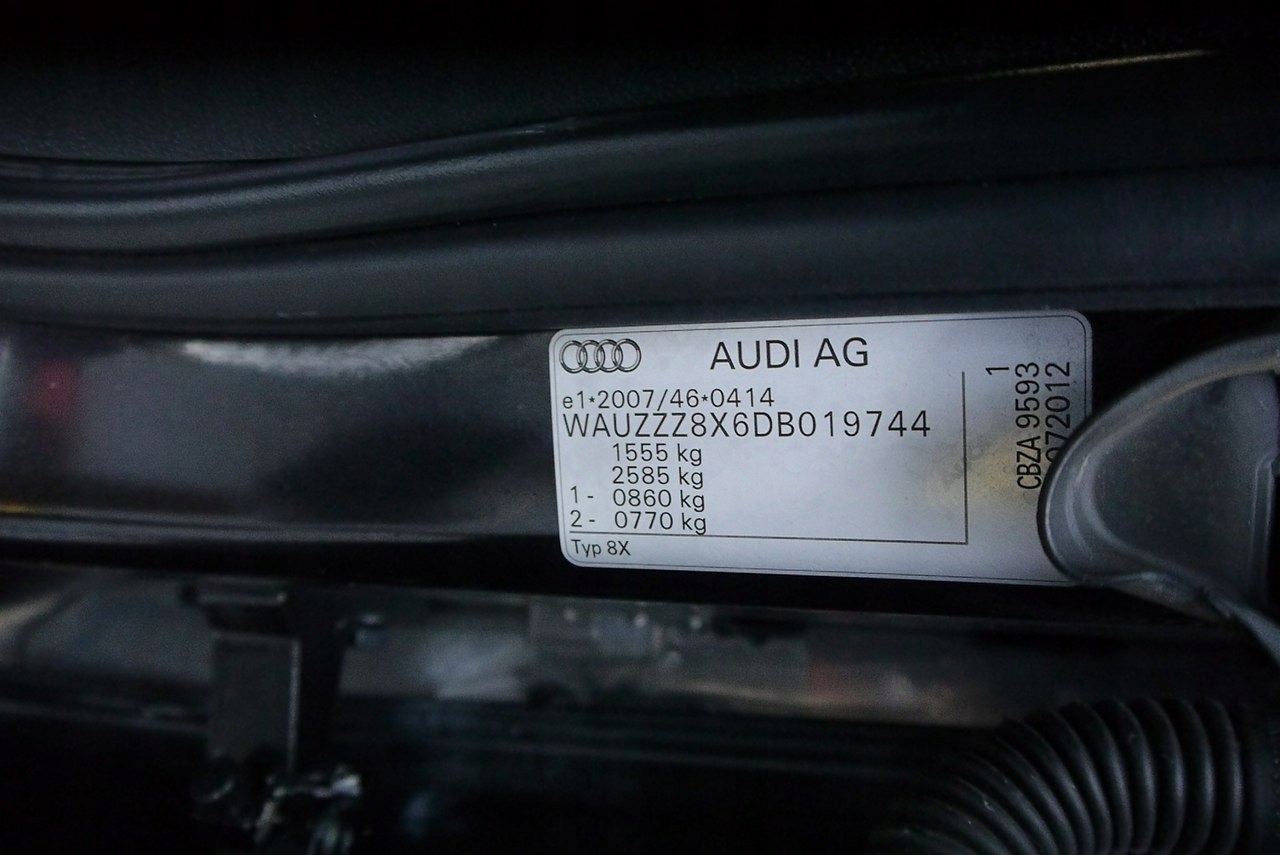 AUDI AG
e1*2007/46*0414
WAUZZZ8X6DB019744
1555 kg
2585 kg
1 - 0860 kg
2 - 0770 kg
Typ 8X
1
CBZA 9593
072012